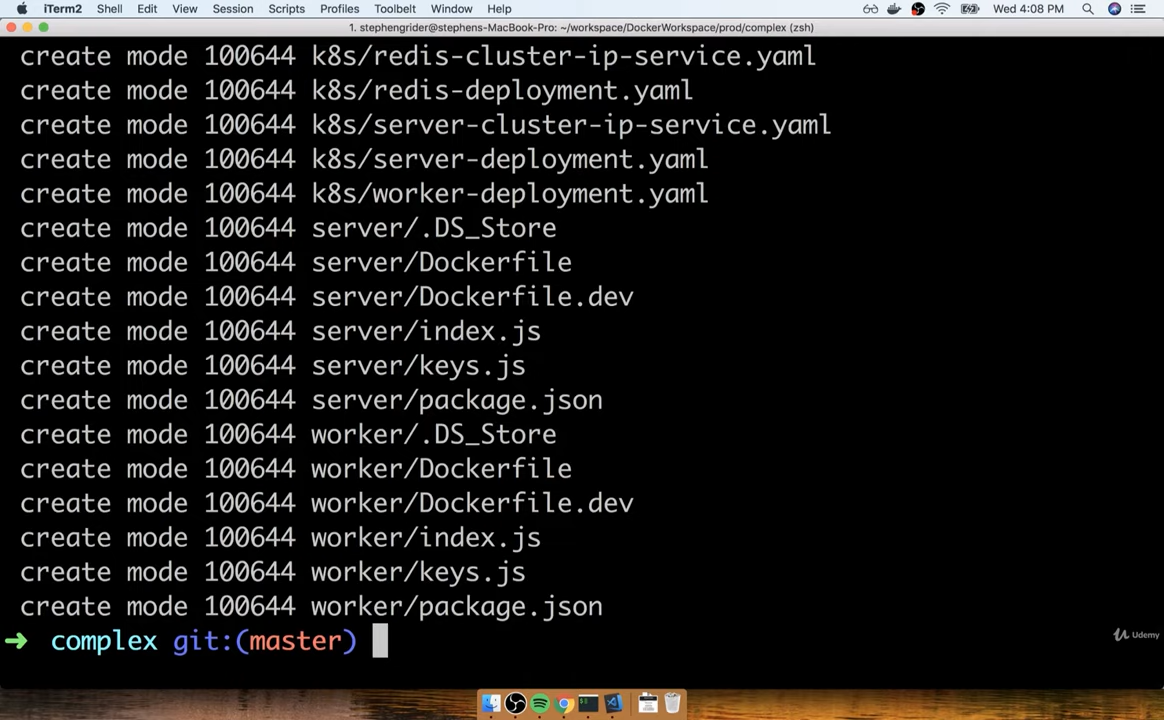 iTerm2 Shell Edit View Session Scripts Profiles Toolbelt Window Help Wed 4:08 PM
1. stephengrider@stephens-MacBook-Pro: ~/workspace/DockerWorkspace/prod/complex (zsh)
create mode 100644 k8s/redis-cluster-ip-service.yaml
create mode 100644 k8s/redis-deployment.yaml
create mode 100644 k8s/server-cluster-ip-service.yaml
create mode 100644 k8s/server-deployment.yaml
create mode 100644 k8s/worker-deployment.yaml
create mode 100644 server/.DS_Store
create mode 100644 server/Dockerfile
create mode 100644 server/Dockerfile.dev
create mode 100644 server/index.js
create mode 100644 server/keys.js
create mode 100644 server/package.json
create mode 100644 worker/.DS_Store
create mode 100644 worker/Dockerfile
create mode 100644 worker/Dockerfile.dev
create mode 100644 worker/index.js
create mode 100644 worker/keys.js
create mode 100644 worker/package.json
➜ complex git:(master)
Udemy